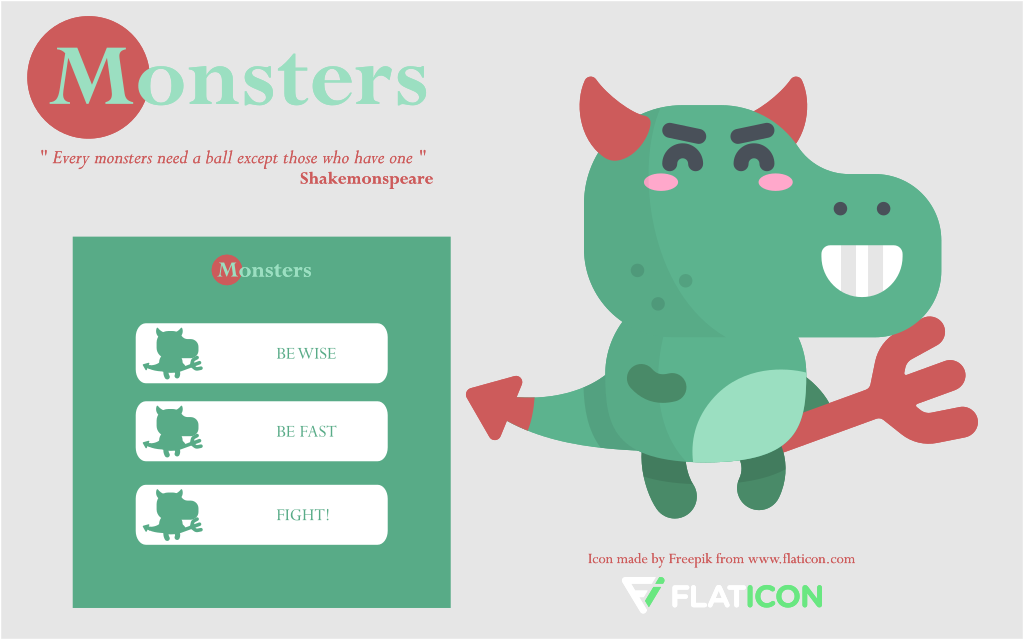 Monsters
" Every monsters need a ball except those who have one "
Shakemonspeare
Monsters
BE WISE
BE FAST
FIGHT!
Icon made by Freepik from www.flaticon.com
FLATICON